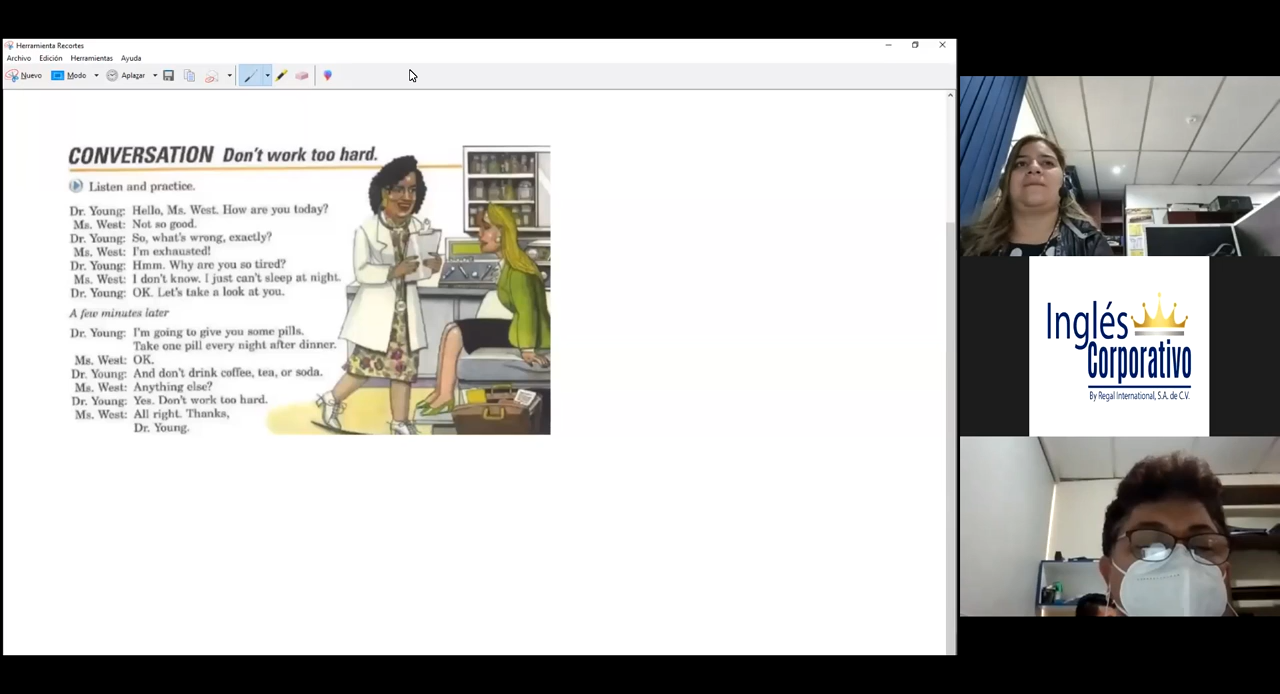 Herramienta Recortes
Archivo Edición Herramientas Ayuda
Nuevo Modo Aplazar
CONVERSATION Don't work too hard.
Listen and practice.
Dr. Young: Hello, Ms. West. How are you today?
Ms. West: Not so good.
Dr. Young: So, what's wrong, exactly?
Ms. West: I'm exhausted!
Dr. Young: Hmm. Why are you so tired?
Ms. West: I don't know. I just can't sleep at night.
Dr. Young: OK. Let's take a look at you.
A few minutes later
Dr. Young: I'm going to give you some pills.
Take one pill every night after dinner.
Ms. West: OK.
Dr. Young: And don't drink coffee, tea, or soda.
Ms. West: Anything else?
Dr. Young: Yes. Don't work too hard.
Ms. West: All right. Thanks,
Dr. Young.
Inglés
Corporativo
By Regal International, S.A. de C.V.